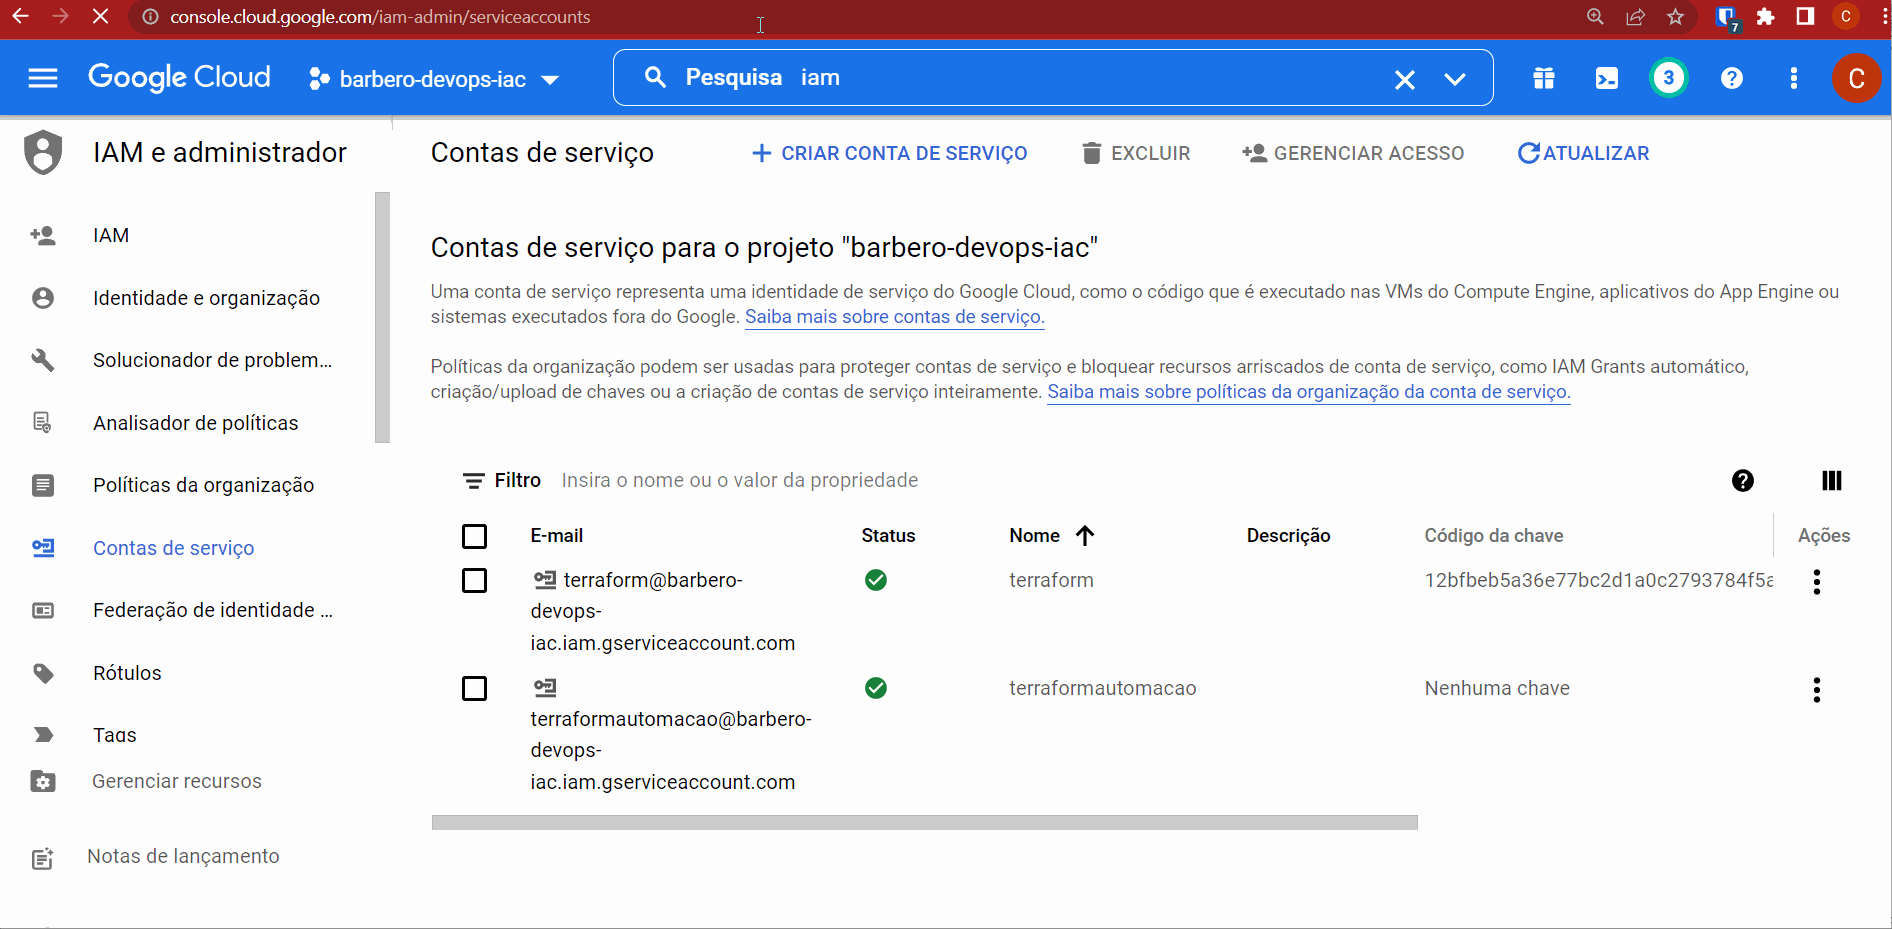 console.cloud.google.com/iam-admin/serviceaccounts
7
C
Google Cloud
barbero-devops-iac
Pesquisa iam
3
C
IAM e administrador
IAM
Identidade e organização
Solucionador de problem...
Analisador de políticas
Políticas da organização
Contas de serviço
Federação de identidade ...
Rótulos
Tags
Gerenciar recursos
Notas de lançamento
Contas de serviço
CRIAR CONTA DE SERVIÇO
EXCLUIR
GERENCIAR ACESSO
ATUALIZAR
Contas de serviço para o projeto "barbero-devops-iac"
Uma conta de serviço representa uma identidade de serviço do Google Cloud, como o código que é executado nas VMs do Compute Engine, aplicativos do App Engine ou
sistemas executados fora do Google. Saiba mais sobre contas de serviço.
Políticas da organização podem ser usadas para proteger contas de serviço e bloquear recursos arriscados de conta de serviço, como IAM Grants automático,
criação/upload de chaves ou a criação de contas de serviço inteiramente. Saiba mais sobre políticas da organização da conta de serviço.
Filtro Insira o nome ou o valor da propriedade
E-mail Status Nome Descrição Código da chave Ações
terraform@barbero-
devops-
iac.iam.gserviceaccount.com
terraform
12bfbeb5a36e77bc2d1a0c2793784f5a
terraformautomacao@barbero-
devops-
iac.iam.gserviceaccount.com
terraformautomacao
Nenhuma chave